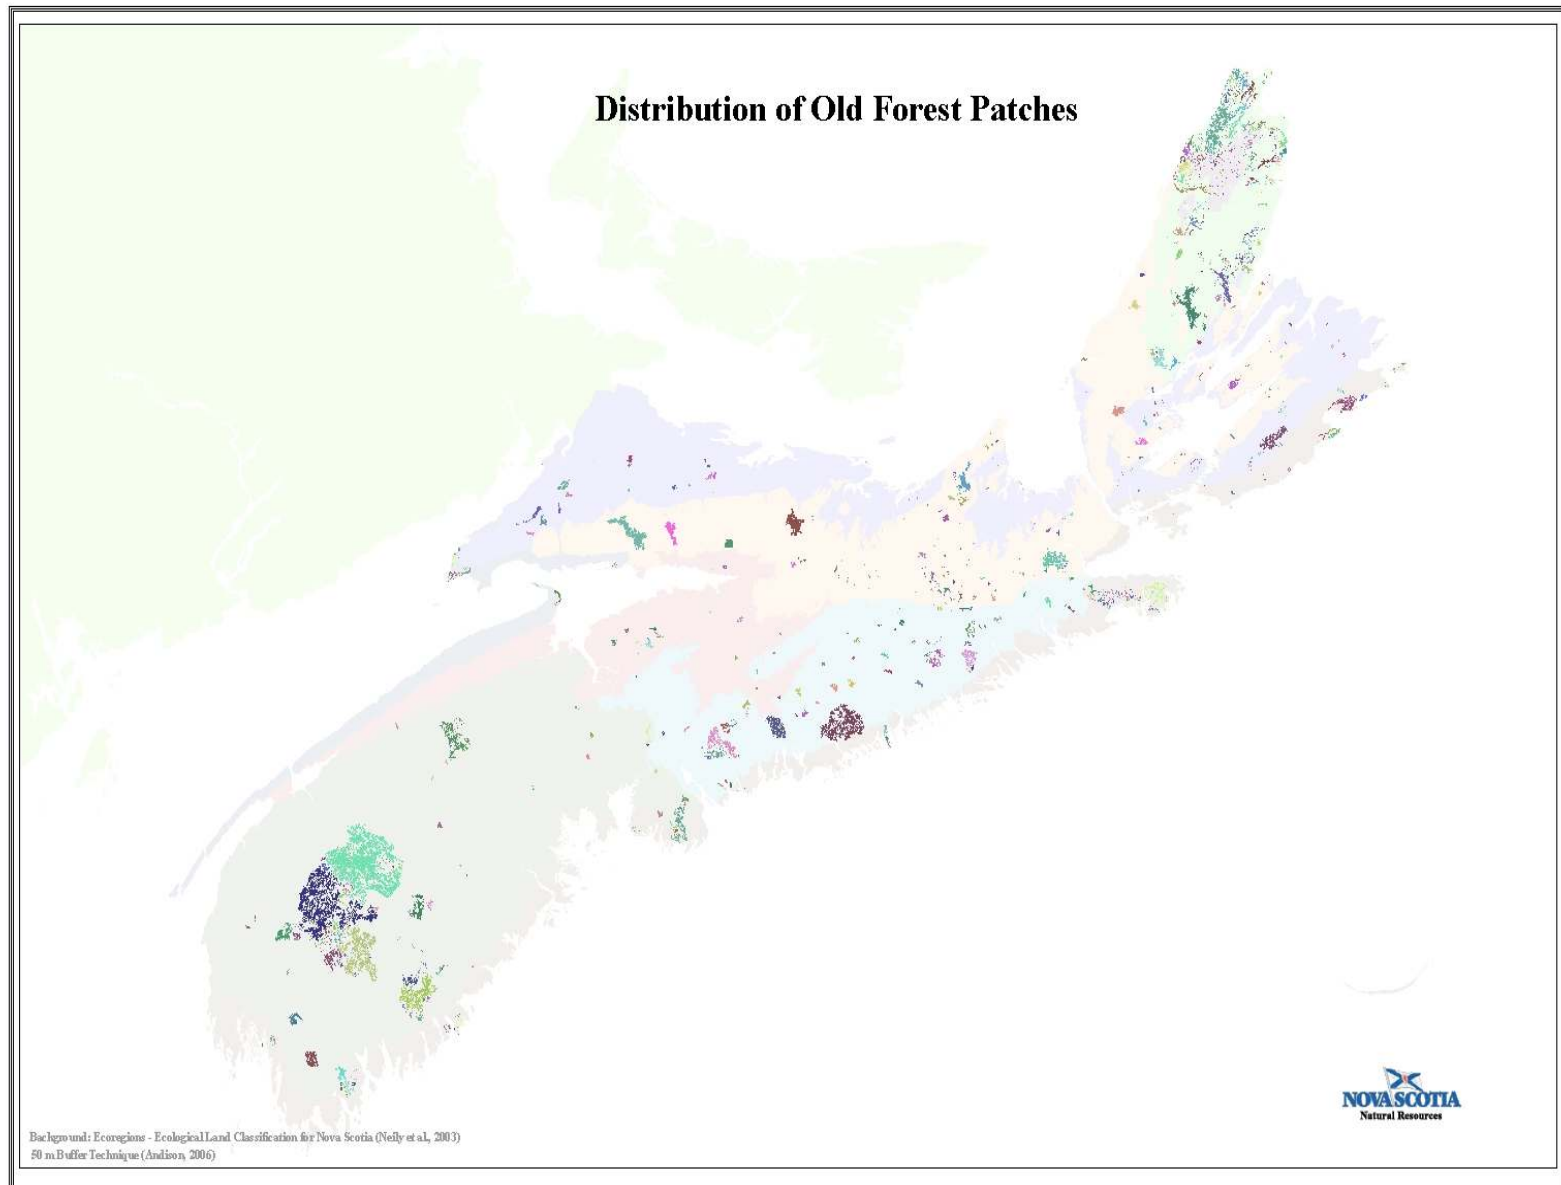 Distribution of Old Forest Patches
NOVA SCOTIA
Natural Resources
Background: Ecoregions - Ecological Land Classification for Nova Scotia (Neily et al., 2003)
50 m Buffer Technique (Andison, 2006)